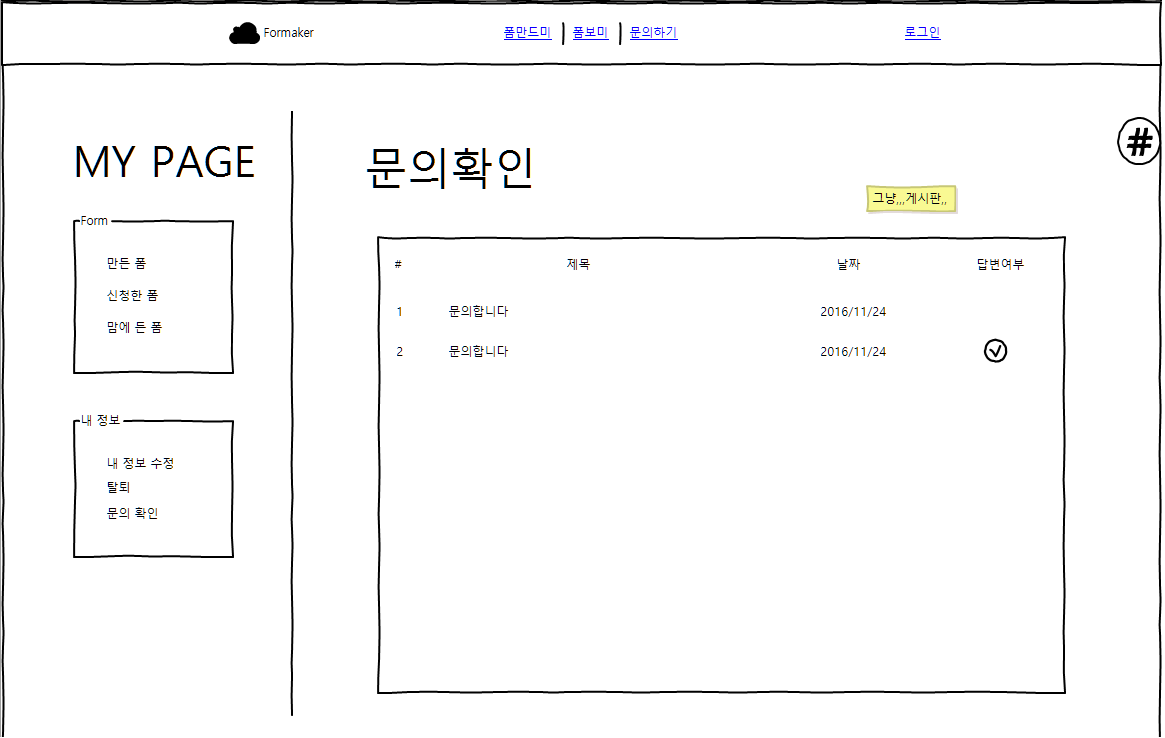 Formaker 폼만드미 폼보미 문의하기 로그인
MY PAGE
Form
만든 폼
신청한 폼
맘에 든 폼
내 정보
내 정보 수정
탈퇴
문의 확인
문의확인
#
그냥,,,게시판,,
# 제목 날짜 답변여부
1 문의합니다 2016/11/24
2 문의합니다 2016/11/24